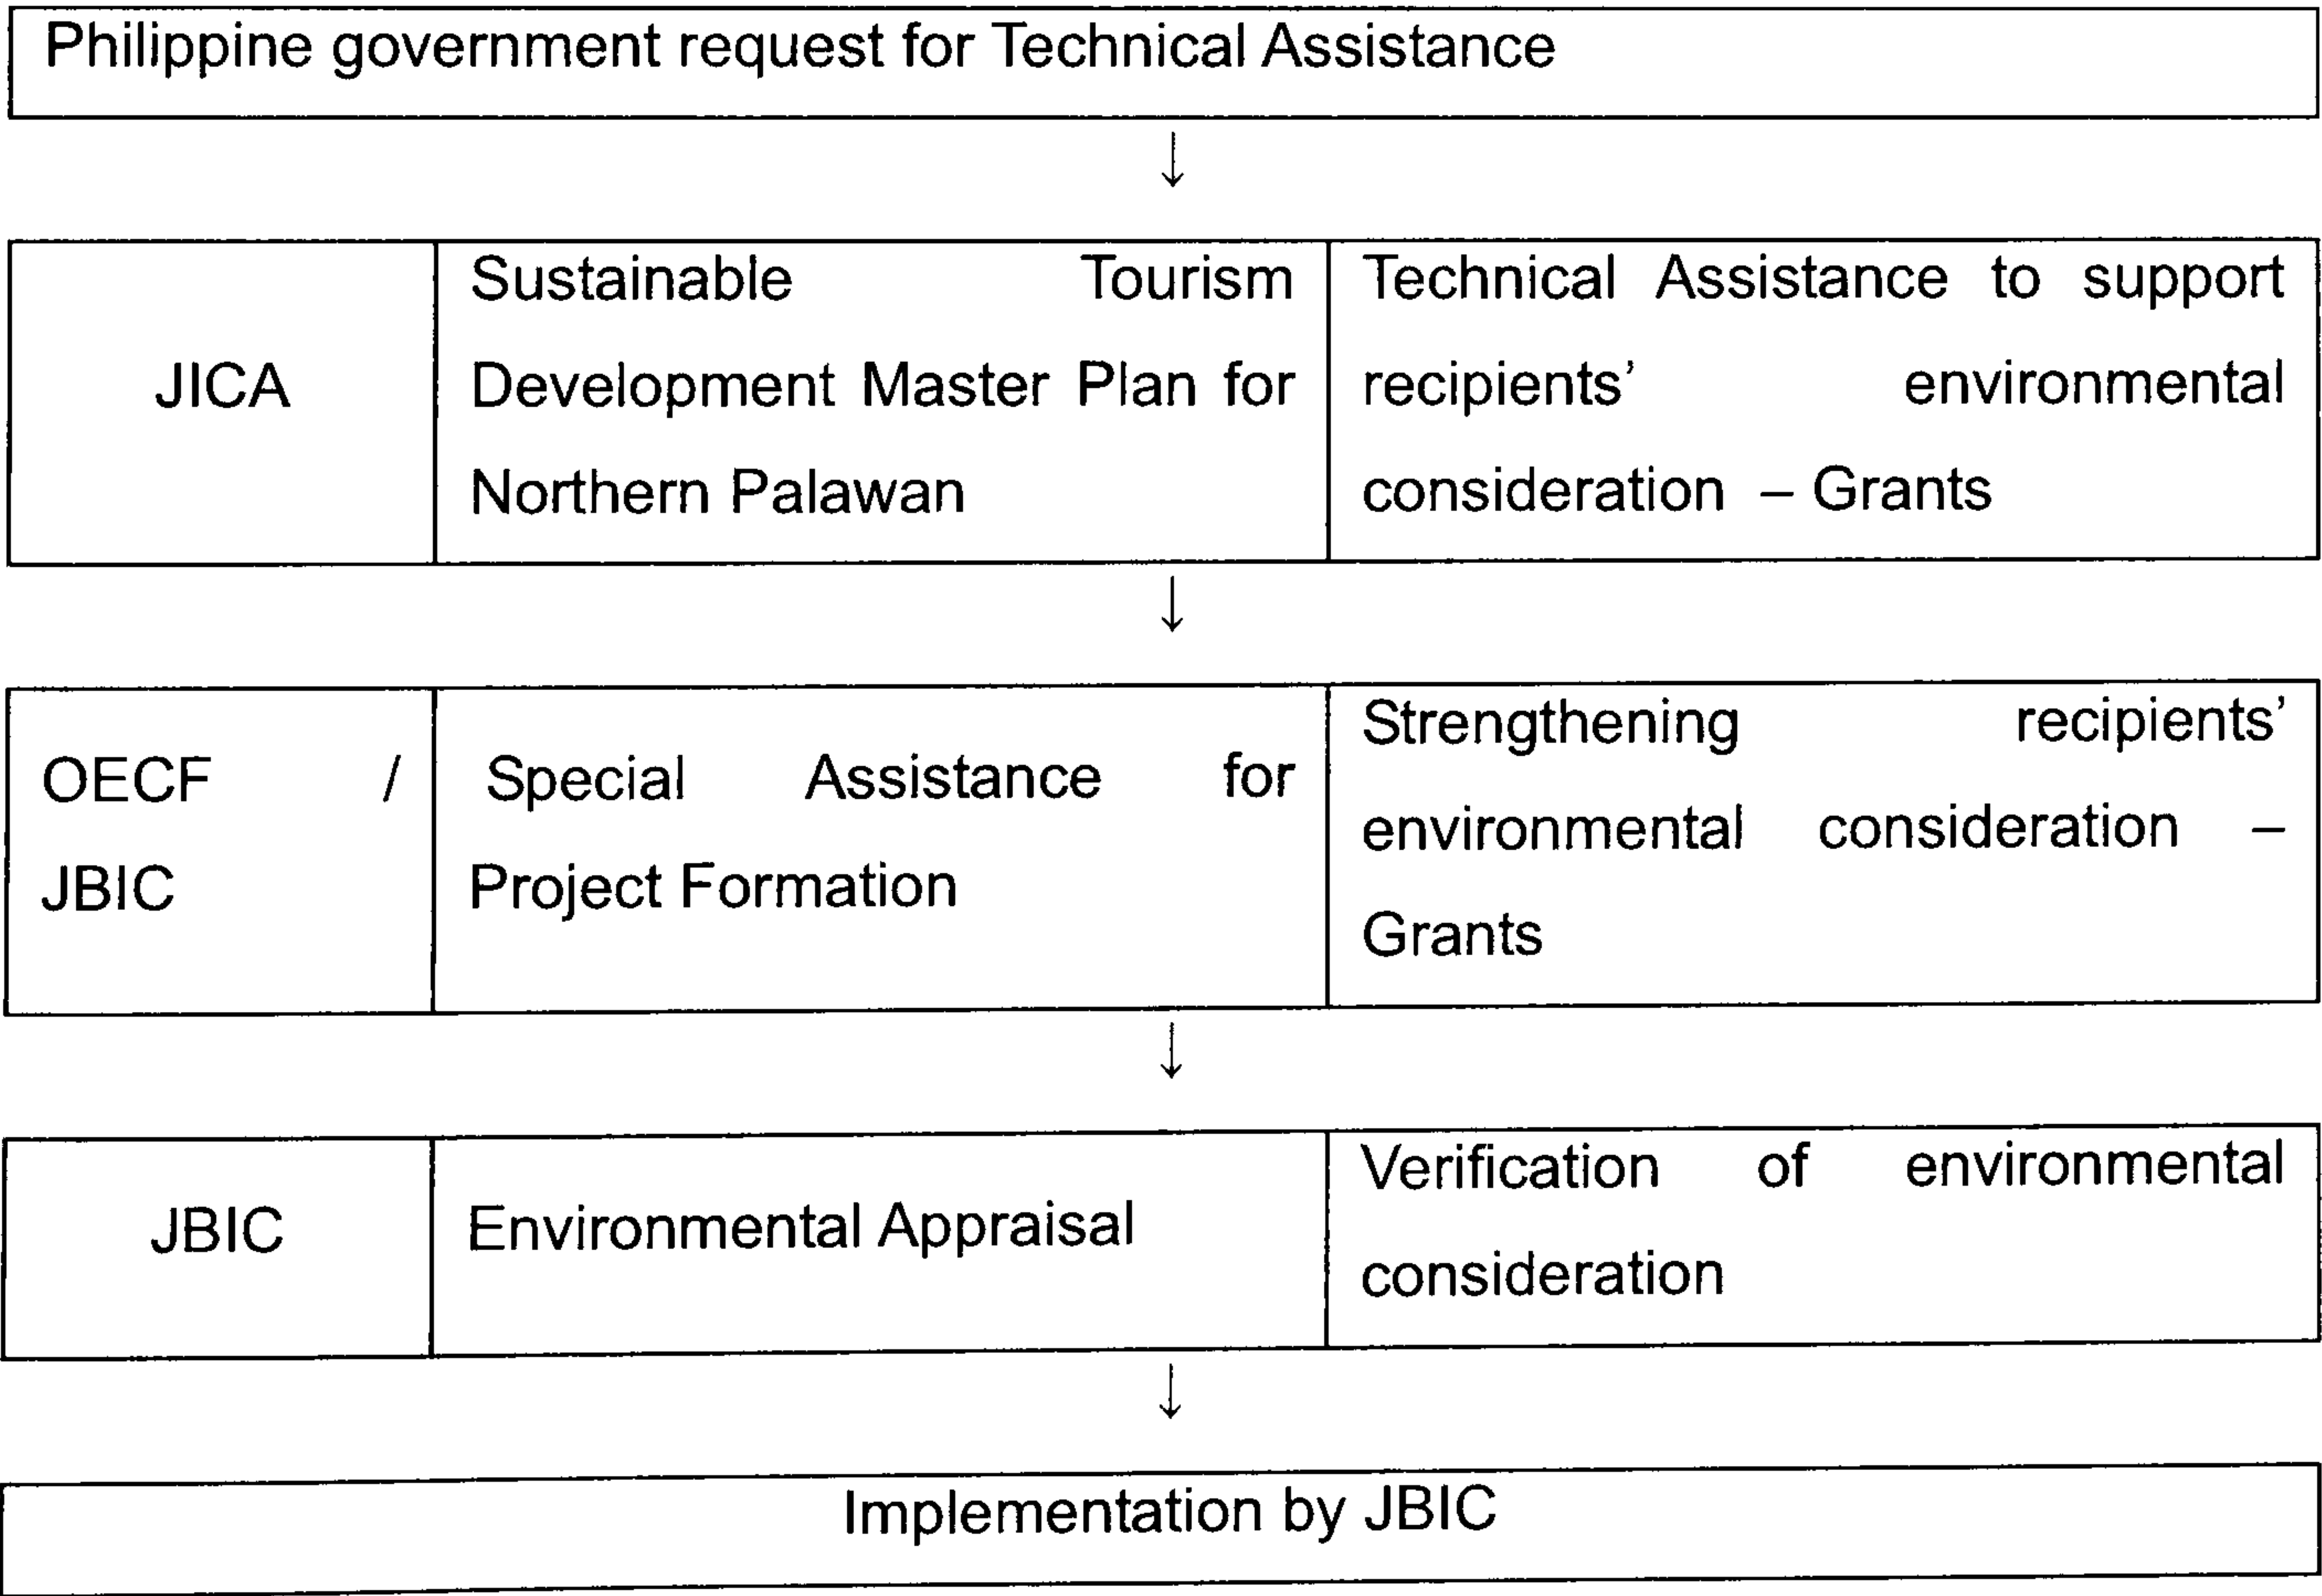 Philippine government request for Technical Assistance
↓
JICA
Sustainable Tourism
Development Master Plan for
Northern Palawan
Technical Assistance to support
recipients’ environmental
consideration – Grants
↓
OECF /
JBIC
Special Assistance for
Project Formation
Strengthening recipients’
environmental consideration –
Grants
↓
JBIC
Environmental Appraisal
Verification of environmental
consideration
↓
Implementation by JBIC